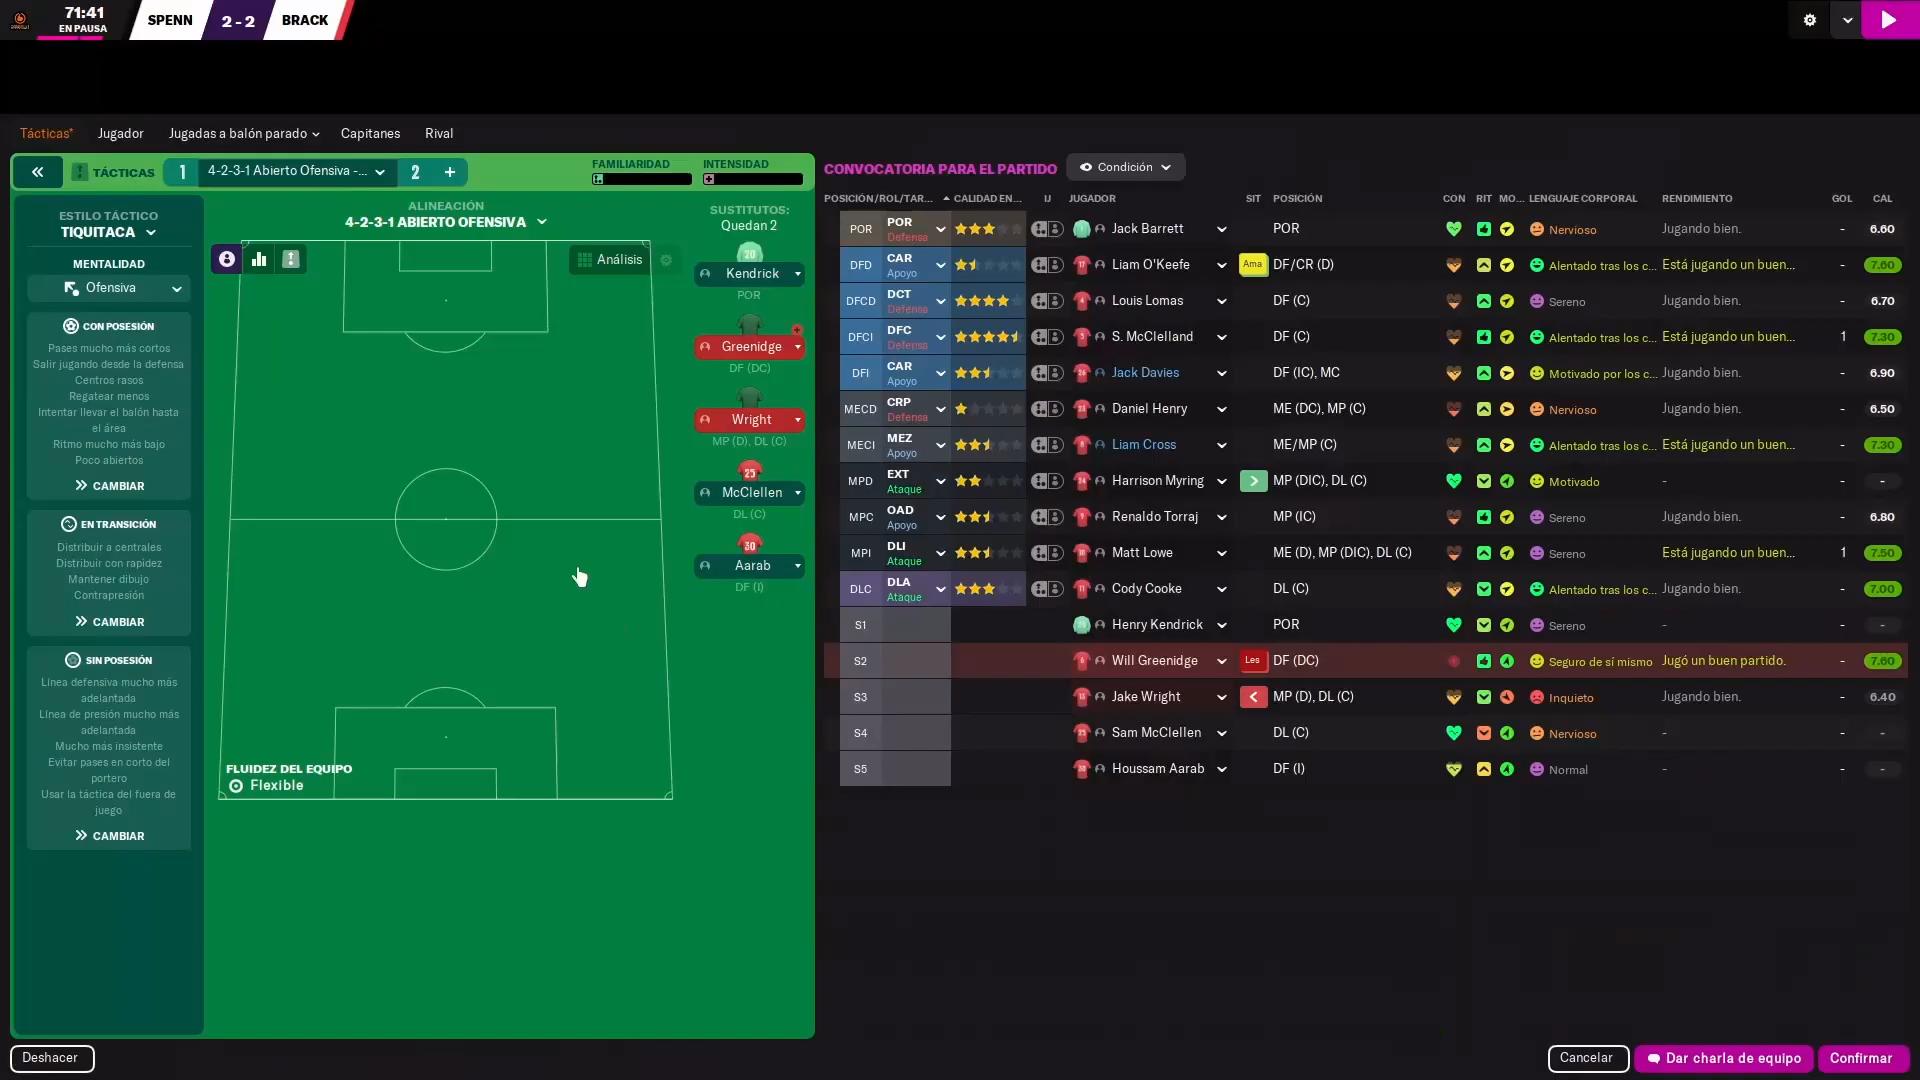 71:41
EN PAUSA
SPENN
2 - 2
BRACK
Tácticas*
Jugador
Jugadas a balón parado
Capitanes
Rival
TÁCTICAS
1
4-2-3-1 Abierto Ofensiva -...
2
+
FAMILIARIDAD
INTENSIDAD
ESTILO TÁCTICO
TIQUITACA
MENTALIDAD
Ofensiva
CON POSESIÓN
Pases mucho más cortos
Salir jugando desde la defensa
Centros rasos
Regatear menos
Intentar llevar el balón hasta
el área
Ritmo mucho más bajo
Poco abiertos
CAMBIAR
EN TRANSICIÓN
Distribuir a centrales
Distribuir con rapidez
Mantener dibujo
Contrapresión
CAMBIAR
SIN POSESIÓN
Línea defensiva mucho más
adelantada
Línea de presión mucho más
adelantada
Mucho más insistente
Evitar pases en corto del
portero
Usar la táctica del fuera de
juego
CAMBIAR
ALINEACIÓN
4-2-3-1 ABIERTO OFENSIVA
Análisis
FLUIDEZ DEL EQUIPO
Flexible
SUSTITUTOS:
Quedan 2
20
Kendrick
POR
Greenidge
DF (DC)
Wright
MP (D), DL (C)
25
McClellen
DL (C)
30
Aarab
DF (I)
CONVOCATORIA PARA EL PARTIDO
Condición
POSICIÓN/ROL/TAR... CALIDAD EN... IJ JUGADOR SIT POSICIÓN CON RIT MO... LENGUAJE CORPORAL RENDIMIENTO GOL CAL
POR POR Defensa Jack Barrett POR Nervioso Jugando bien. - 6.60
DFD CAR Apoyo Liam O'Keefe Ama DF/CR (D) Alentado tras los c... Está jugando un buen... - 7.60
DFCD DCT Defensa Louis Lomas DF (C) Sereno Jugando bien. - 6.70
DFCI DFC Defensa S. McClelland DF (C) Alentado tras los c... Está jugando un buen... 1 7.30
DFI CAR Apoyo Jack Davies DF (IC), MC Motivado por los c... Jugando bien. - 6.90
MECD CRP Defensa Daniel Henry ME (DC), MP (C) Nervioso Jugando bien. - 6.50
MECI MEZ Apoyo Liam Cross ME/MP (C) Alentado tras los c... Está jugando un buen... - 7.30
MPD EXT Ataque Harrison Myring MP (DIC), DL (C) Motivado - - -
MPC OAD Apoyo Renaldo Torraj MP (IC) Sereno Jugando bien. - 6.80
MPI DLI Ataque Matt Lowe ME (D), MP (DIC), DL (C) Sereno Está jugando un buen... 1 7.50
DLC DLA Ataque Cody Cooke DL (C) Alentado tras los c... Jugando bien. - 7.00
S1 Henry Kendrick POR Sereno - - -
S2 Will Greenidge Les DF (DC) Seguro de sí mismo Jugó un buen partido. - 7.60
S3 Jake Wright MP (D), DL (C) Inquieto Jugando bien. - 6.40
S4 Sam McClellen DL (C) Nervioso - - -
S5 Houssam Aarab DF (I) Normal - - -
Deshacer
Cancelar
Dar charla de equipo
Confirmar